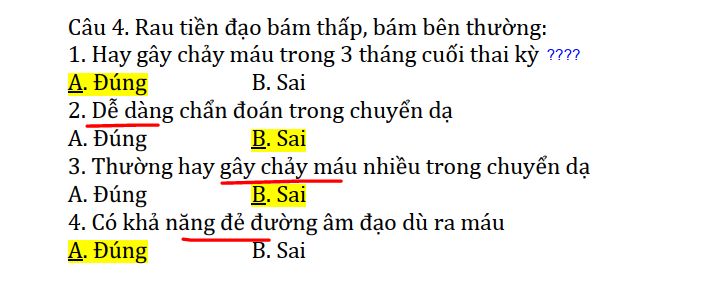 Câu 4. Rau tiền đạo bám thấp, bám bên thường:
1. Hay gây chảy máu trong 3 tháng cuối thai kỳ ????
A. Đúng B. Sai
2. Dễ dàng chẩn đoán trong chuyển dạ
A. Đúng B. Sai
3. Thường hay gây chảy máu nhiều trong chuyển dạ
A. Đúng B. Sai
4. Có khả năng đẻ đường âm đạo dù ra máu
A. Đúng B. Sai